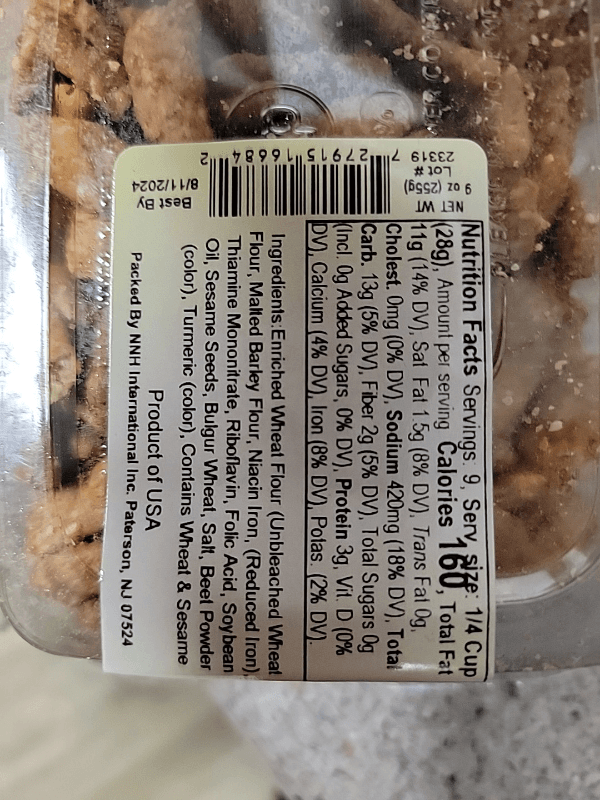 Nutrition Facts Servings: 9, Serv size: 1/4 Cup
(28g), Amount per serving Calories 160, Total Fat
11g (14% DV), Sat Fat 1.5g (8% DV), Trans Fat 0g,
Cholest. 0mg (0% DV), Sodium 420mg (18% DV), Total
Carb. 13g (5% DV), Fiber 2g (5% DV), Total Sugars 0g
(Incl. 0g Added Sugars, 0% DV), Protein 3g, Vit. D (0%
DV), Calcium (4% DV), Iron (8% DV), Potas. (2% DV).
Ingredients: Enriched Wheat Flour (Unbleached Wheat
Flour, Malted Barley Flour, Niacin Iron, (Reduced Iron),
Thiamine Mononitrate, Riboflavin, Folic Acid, Soybean
Oil, Sesame Seeds, Bulgur Wheat, Salt, Beet Powder
(color), Turmeric (color), Contains Wheat & Sesame
Product of USA
Packed By NNH International Inc. Paterson, NJ 07524
NET WT
9 oz (255g)
Lot #
23319
7 27915 16684 2
Best By
8/11/2024